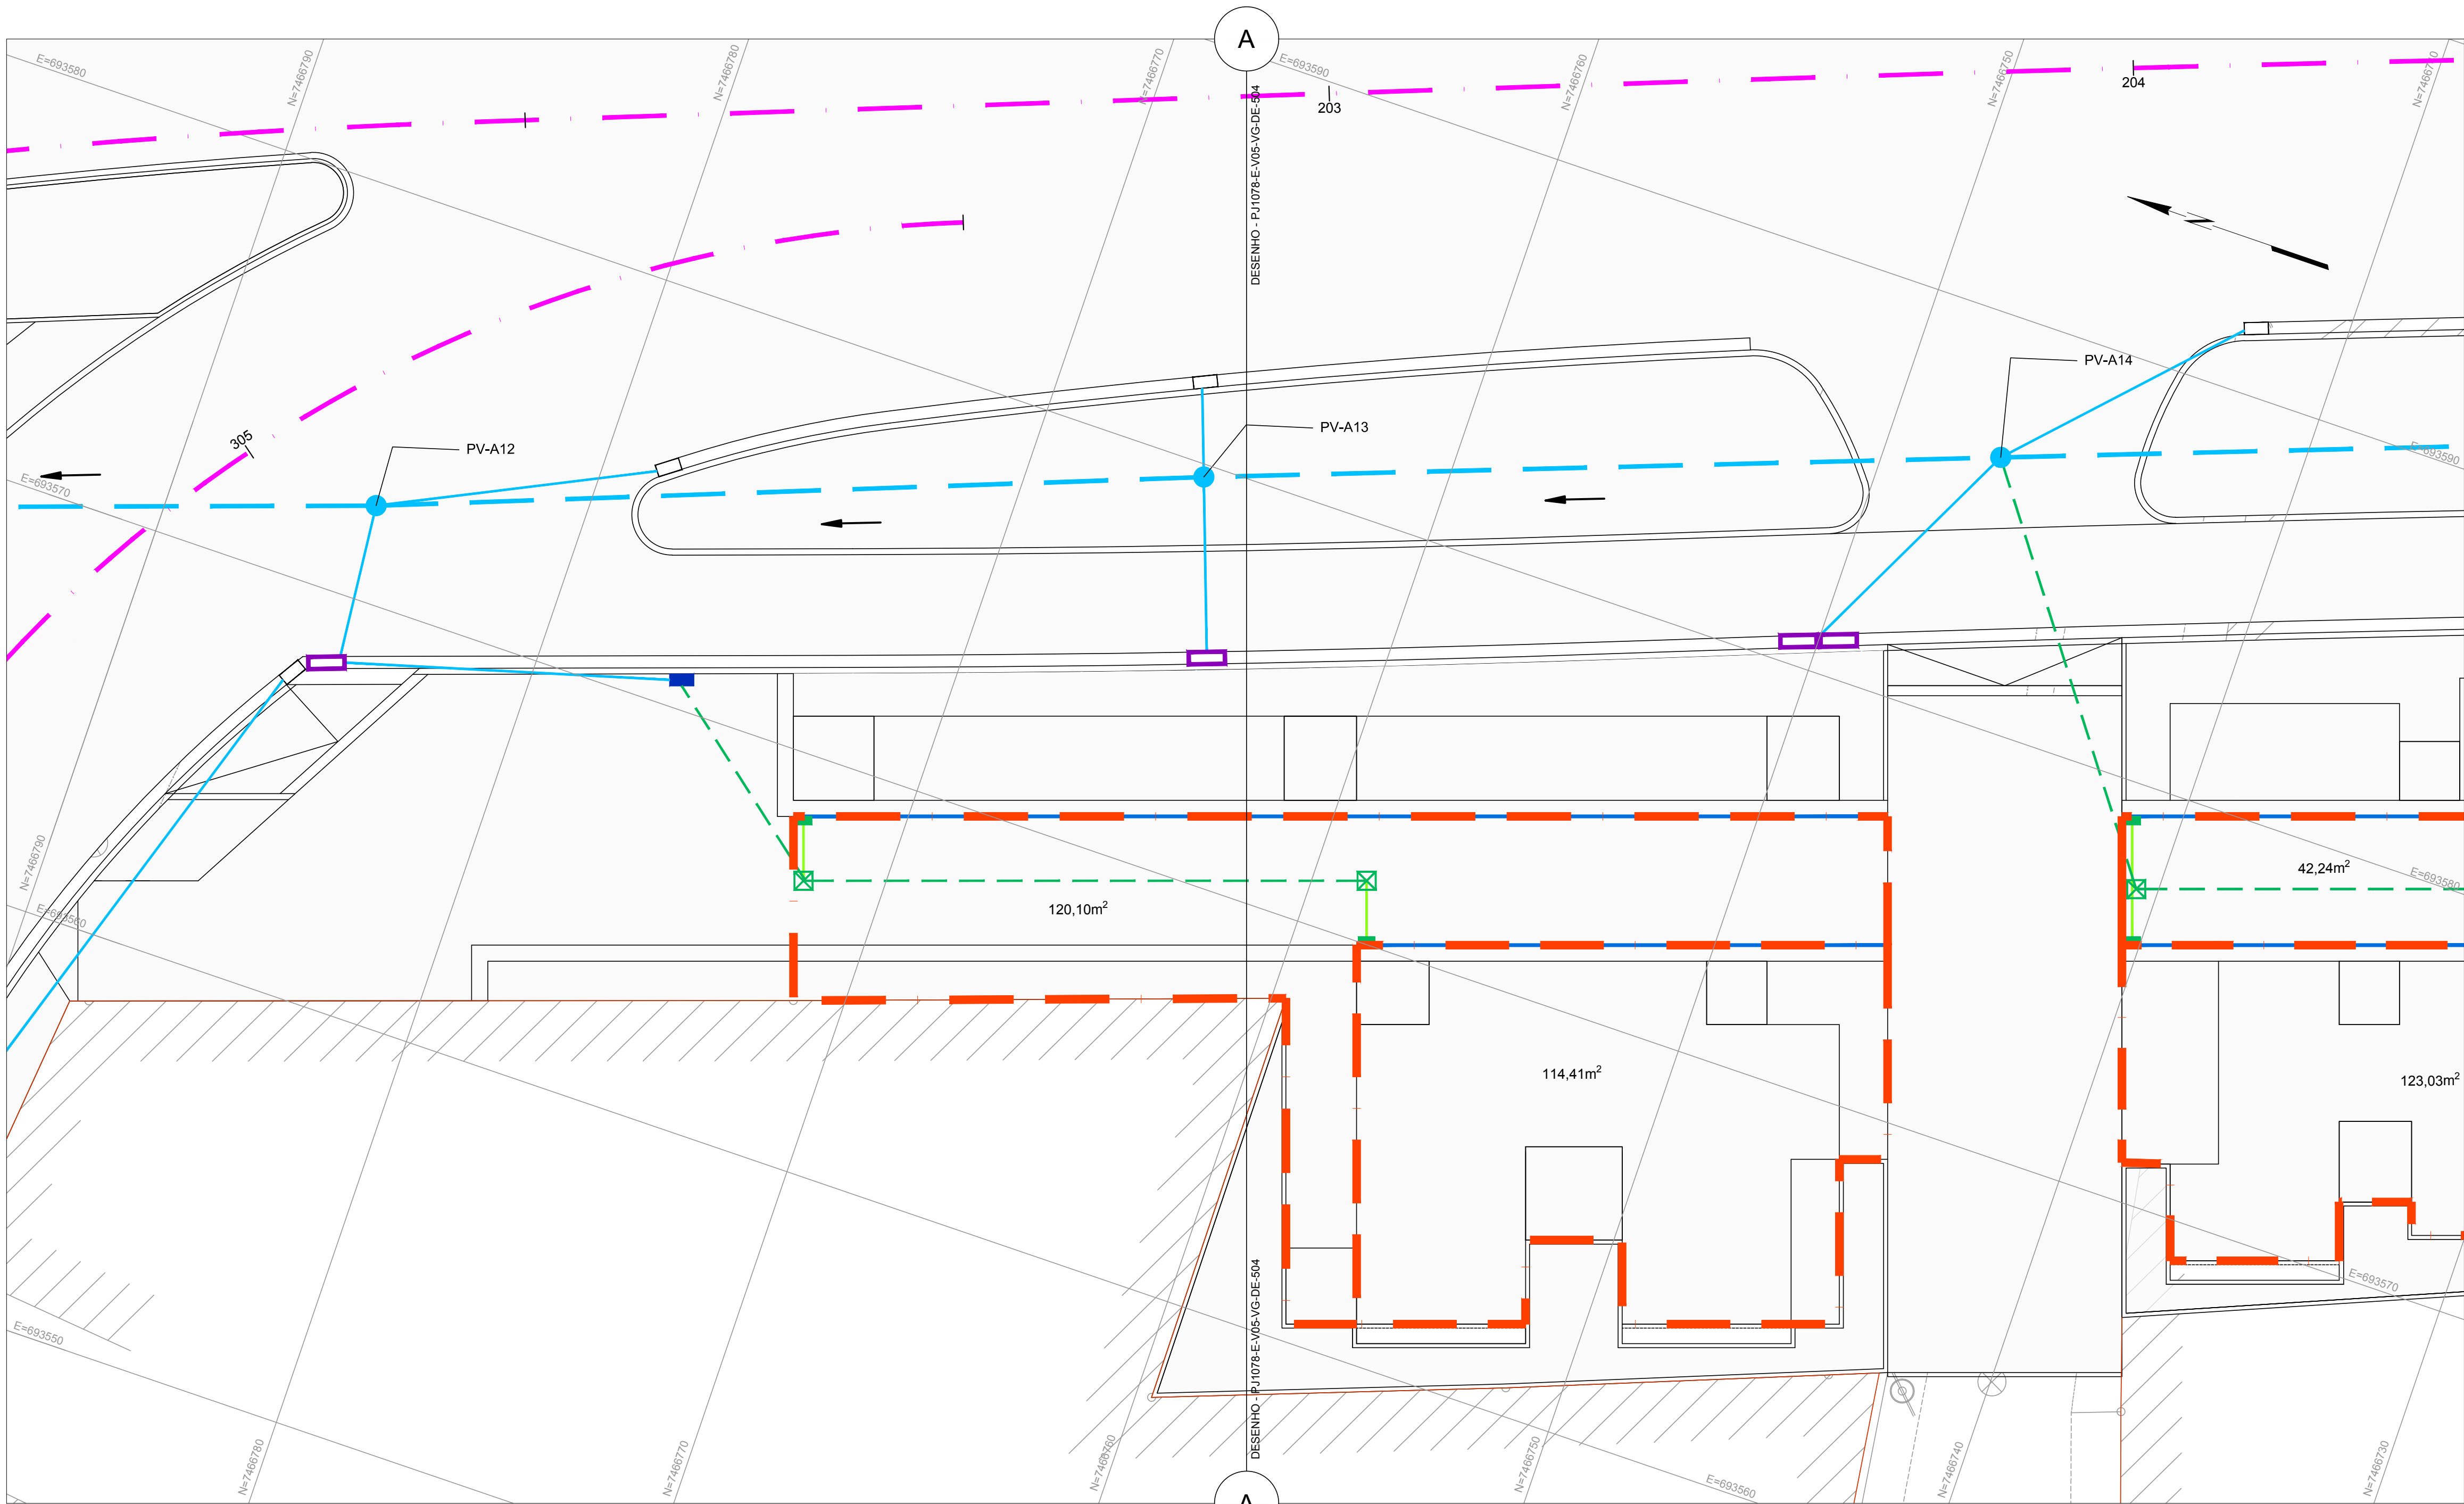 A
E=693580
N=7466790
N=7466780
N=7466770
E=693590
N=7466760
N=7466750
203
204
DESENHO - PJ1078-E-V05-VG-DE-504
305
PV-A12
PV-A13
PV-A14
E=693570
E=693590
N=7466790
E=693560
120,10m²
42,24m²
E=693580
114,41m²
123,03m²
E=693570
E=693550
DESENHO - PJ1078-E-V05-VG-DE-504
N=7466780
N=7466770
N=7466760
N=7466750
E=693560
N=7466740
N=7466730
A